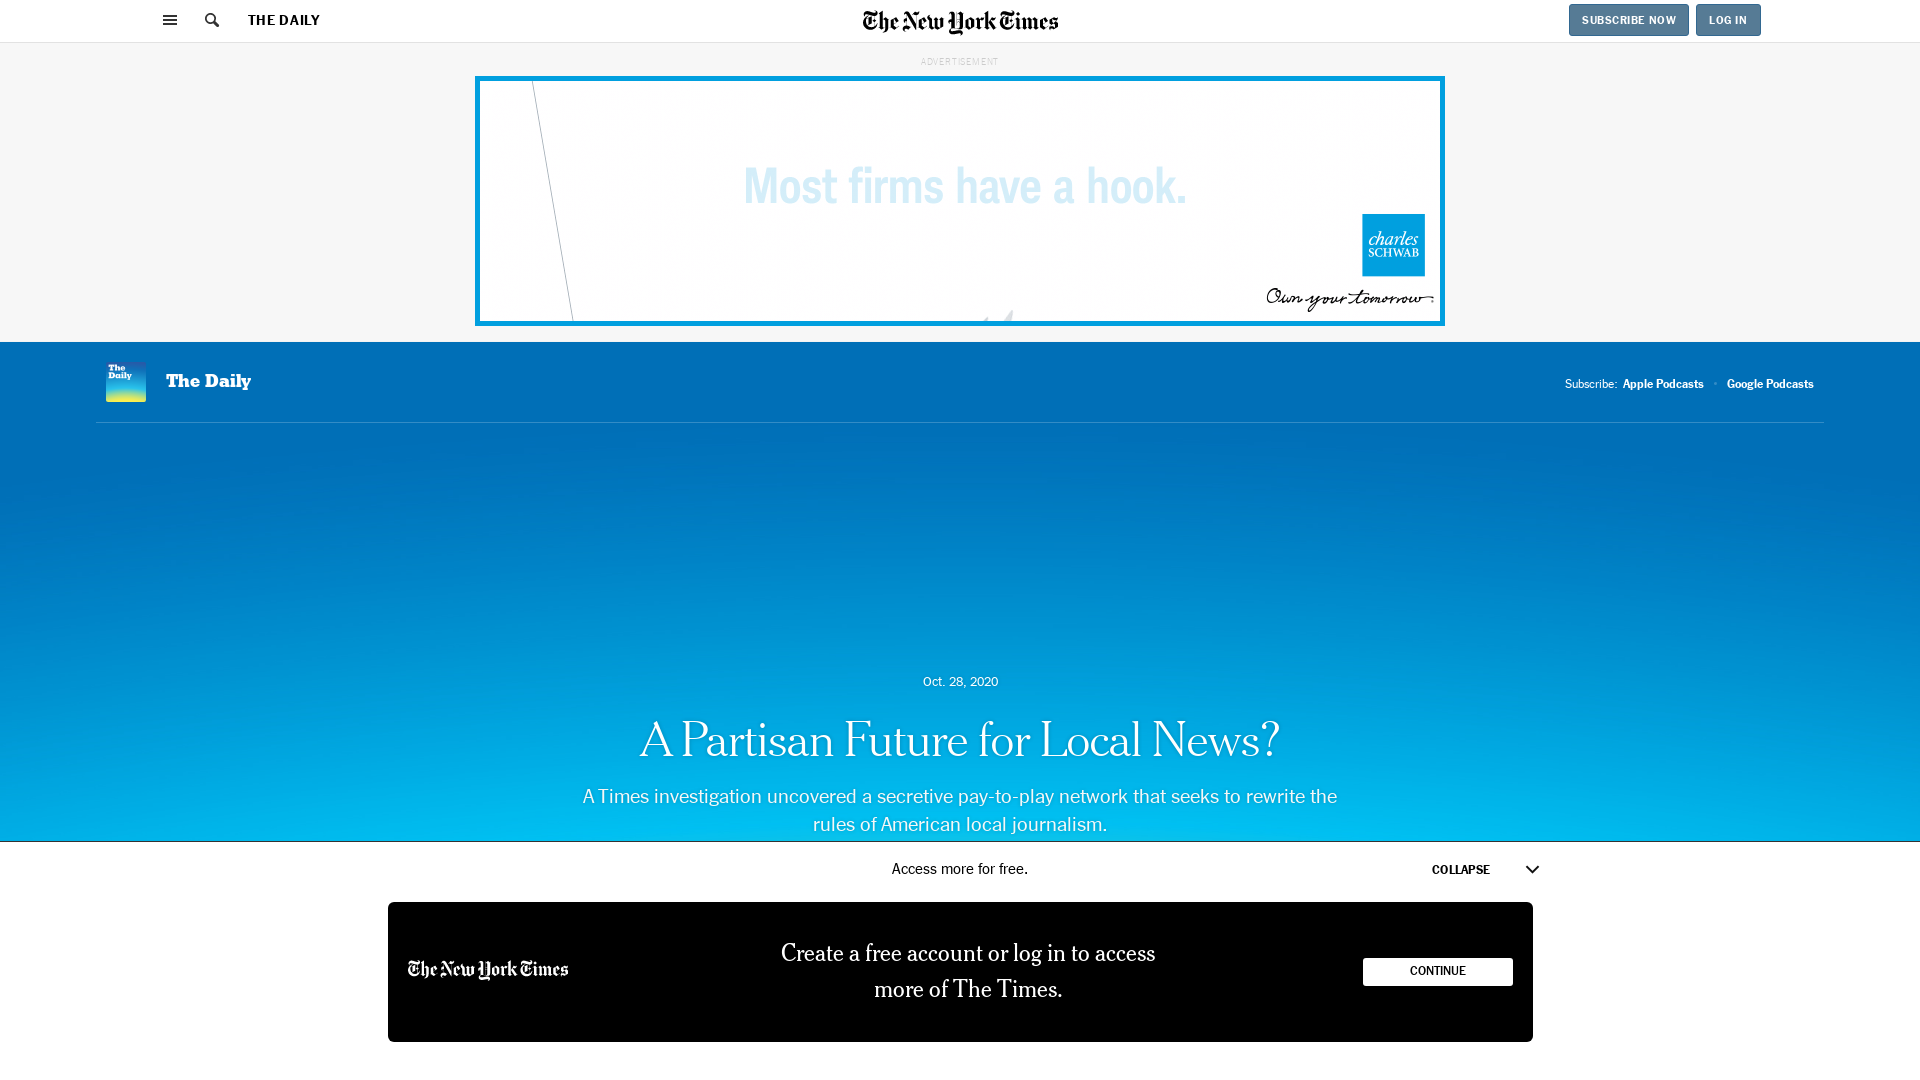 THE DAILY
The New York Times
SUBSCRIBE NOW
LOG IN
ADVERTISEMENT
Most firms have a hook.
charles
SCHWAB
Own your tomorrow
The
Daily
The Daily
Subscribe: Apple Podcasts • Google Podcasts
Oct. 28, 2020
A Partisan Future for Local News?
A Times investigation uncovered a secretive pay-to-play network that seeks to rewrite the
rules of American local journalism.
Access more for free.
COLLAPSE
The New York Times
Create a free account or log in to access
more of The Times.
CONTINUE